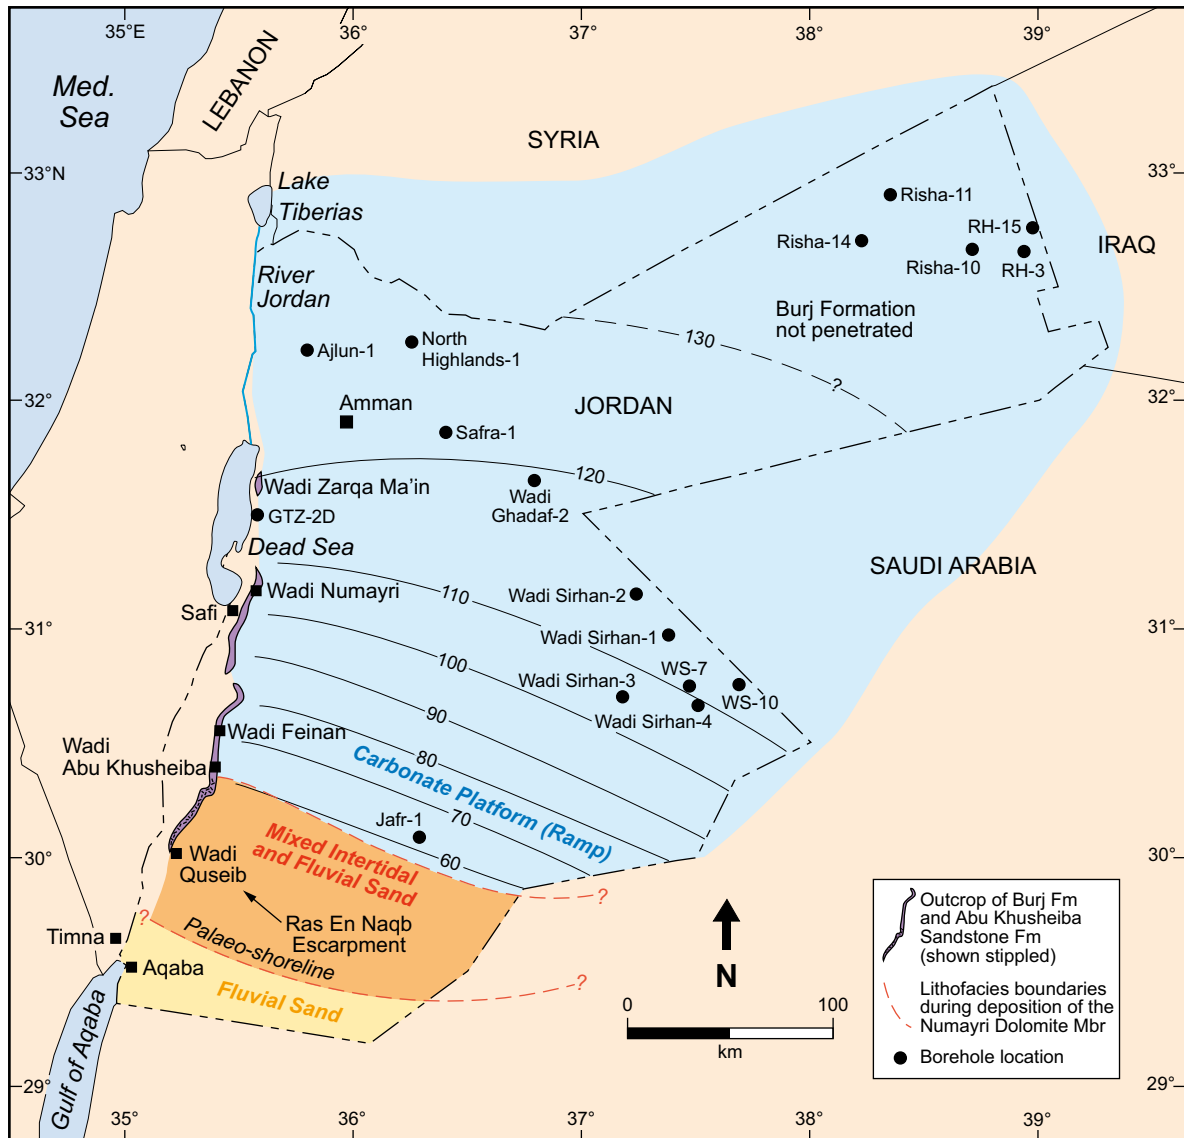 35°E
36°
37°
38°
39°
Med.
Sea
LEBANON
SYRIA
33°N
33°
Lake
Tiberias
Risha-11
RH-15
Risha-14
IRAQ
Risha-10
RH-3
River
Jordan
Burj Formation
not penetrated
130
?
Ajlun-1
North
Highlands-1
32°
32°
Amman
JORDAN
Safra-1
120
Wadi Zarqa Ma'in
Wadi
Ghadaf-2
GTZ-2D
Dead Sea
SAUDI ARABIA
Wadi Numayri
110
Wadi Sirhan-2
Safi
31°
31°
Wadi Sirhan-1
100
WS-7
Wadi Sirhan-3
WS-10
Wadi Sirhan-4
90
Wadi Feinan
Wadi
Abu Khusheiba
80
Carbonate Platform (Ramp)
70
Jafr-1
60
Mixed Intertidal
and Fluvial Sand
30°
30°
Wadi
Quseib
?
?
Ras En Naqb
Escarpment
Palaeo-shoreline
Timna
Aqaba
?
Fluvial Sand
N
0
100
km
Outcrop of Burj Fm
and Abu Khusheiba
Sandstone Fm
(shown stippled)
Lithofacies boundaries
during deposition of the
Numayri Dolomite Mbr
Borehole location
Gulf of Aqaba
29°
29°
35°
36°
37°
38°
39°